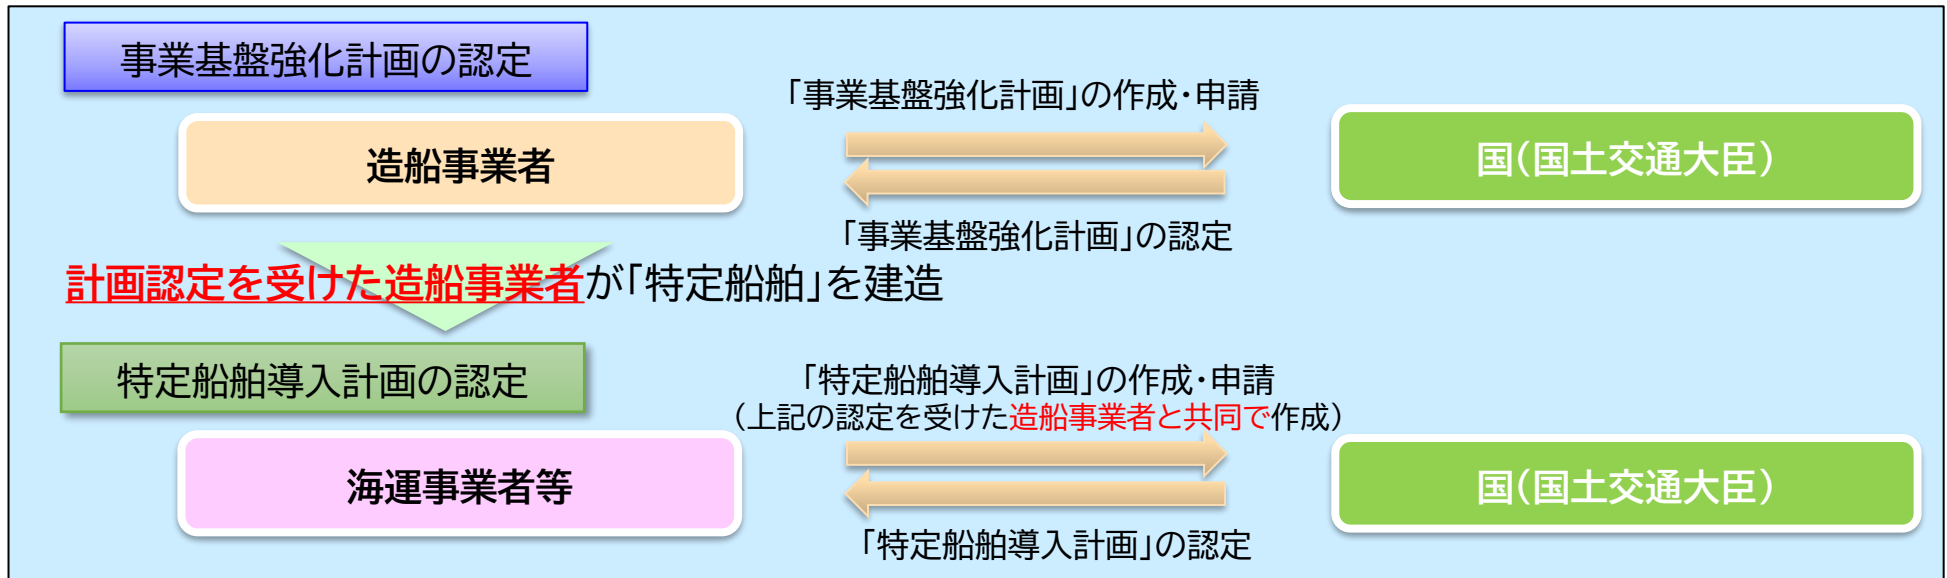 事業基盤強化計画の認定
「事業基盤強化計画」の作成・申請
造船事業者
国(国土交通大臣)
「事業基盤強化計画」の認定
計画認定を受けた造船事業者が「特定船舶」を建造
特定船舶導入計画の認定
「特定船舶導入計画」の作成・申請
(上記の認定を受けた造船事業者と共同で作成)
海運事業者等
国(国土交通大臣)
「特定船舶導入計画」の認定